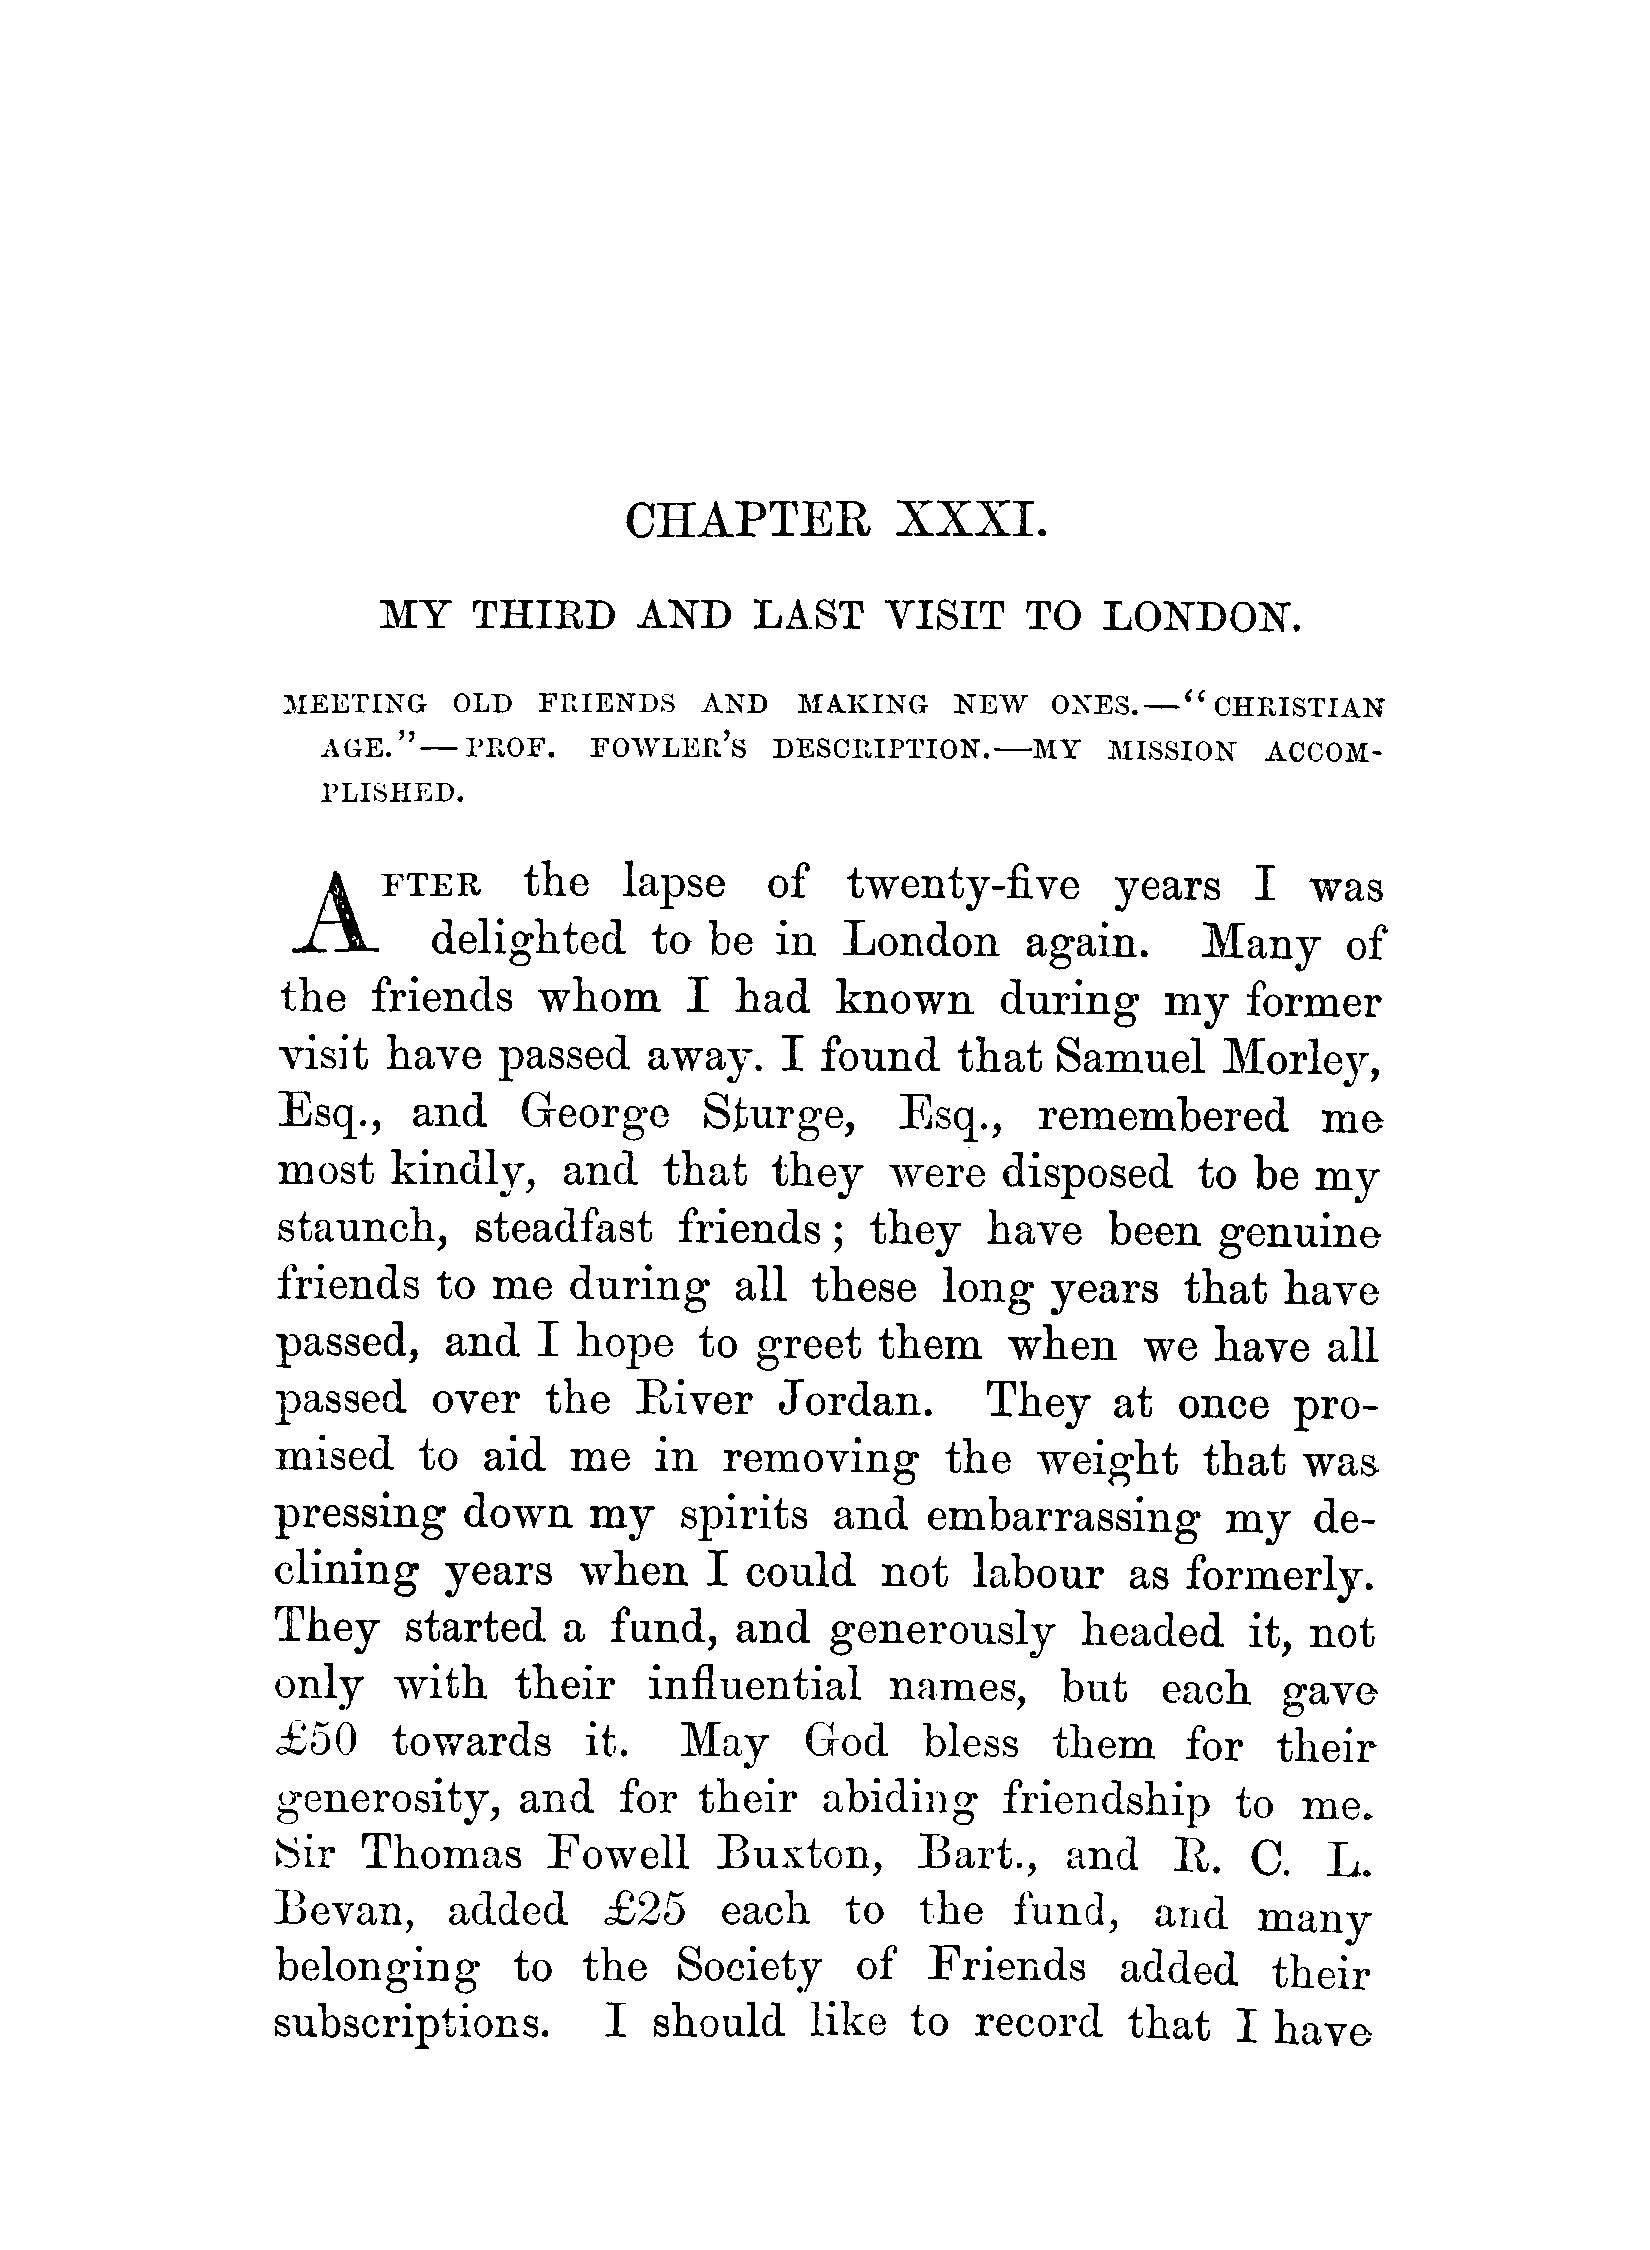 CHAPTER XXXI.
MY THIRD AND LAST VISIT TO LONDON.
MEETING OLD FRIENDS AND MAKING NEW ONES.—“CHRISTIAN
AGE.”—PROF. FOWLER’S DESCRIPTION.—MY MISSION ACCOM-
PLISHED.
AFTER the lapse of twenty-five years I was
delighted to be in London again. Many of
the friends whom I had known during my former
visit have passed away. I found that Samuel Morley,
Esq., and George Sturge, Esq., remembered me
most kindly, and that they were disposed to be my
staunch, steadfast friends; they have been genuine
friends to me during all these long years that have
passed, and I hope to greet them when we have all
passed over the River Jordan. They at once pro-
mised to aid me in removing the weight that was
pressing down my spirits and embarrassing my de-
clining years when I could not labour as formerly.
They started a fund, and generously headed it, not
only with their influential names, but each gave
£50 towards it. May God bless them for their
generosity, and for their abiding friendship to me.
Sir Thomas Fowell Buxton, Bart., and R. C. L.
Bevan, added £25 each to the fund, and many
belonging to the Society of Friends added their
subscriptions. I should like to record that I have